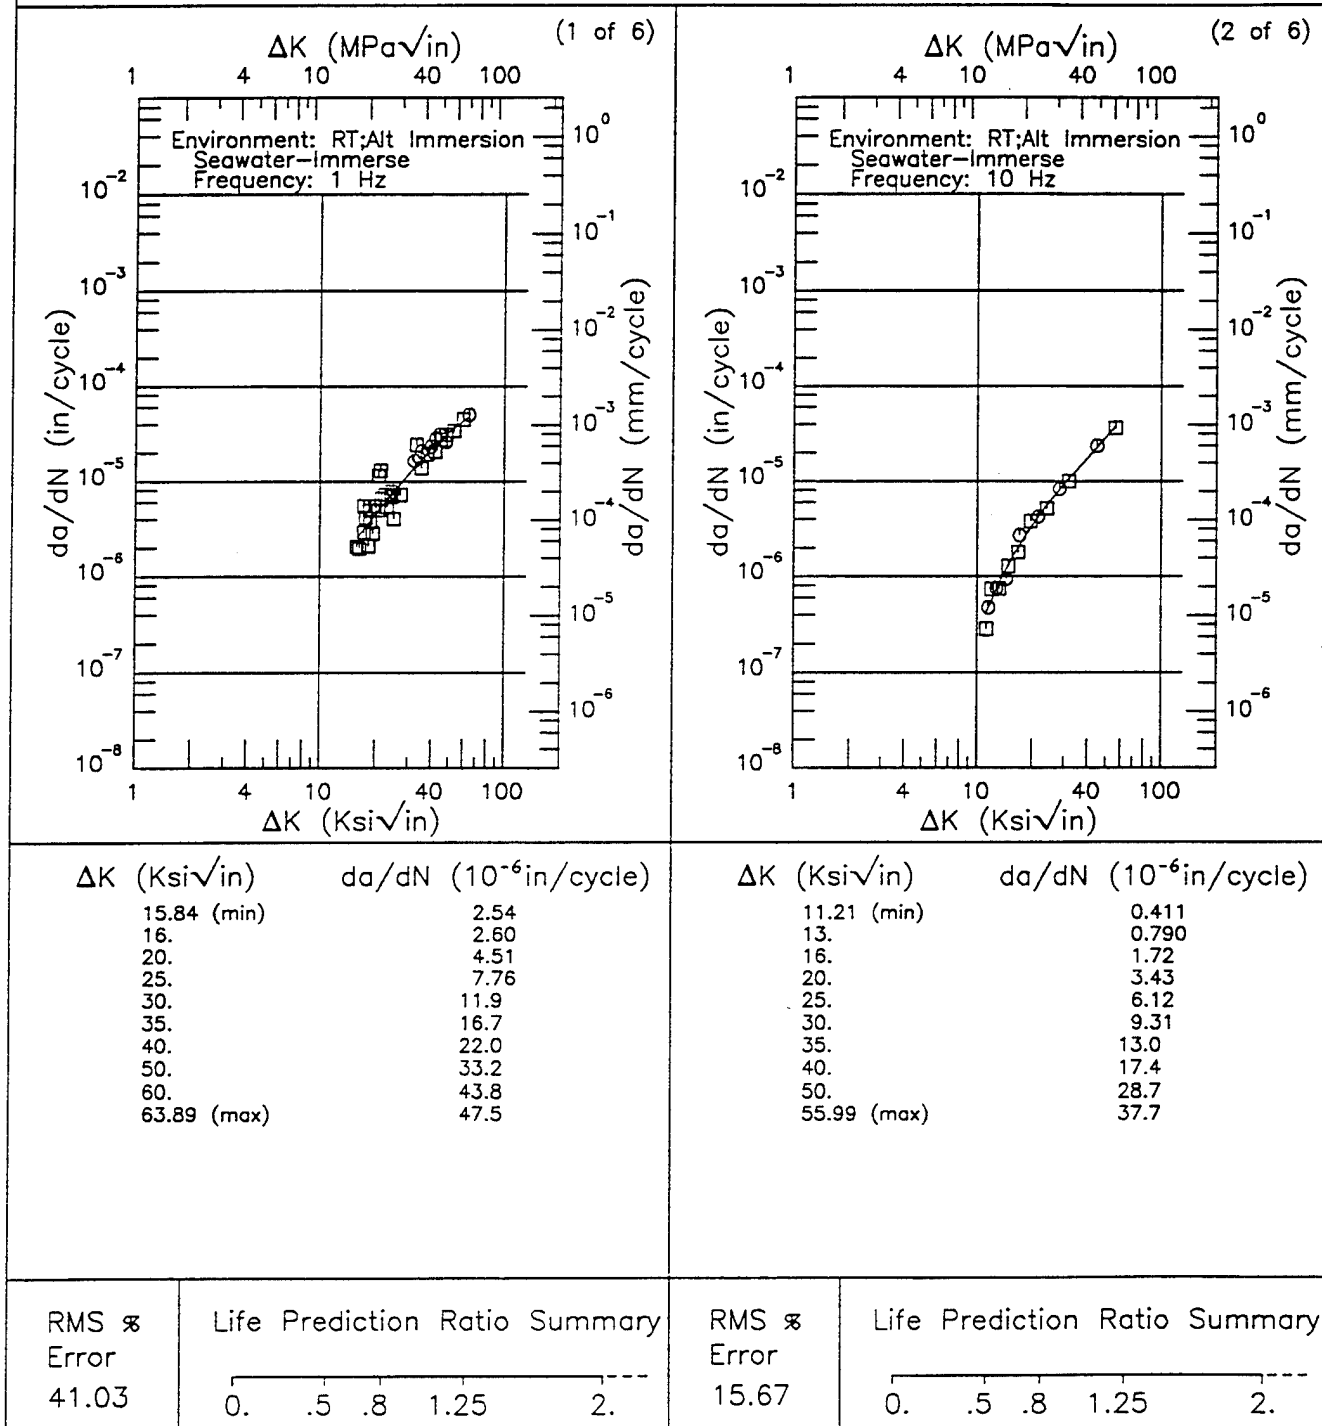 (1 of 6)
ΔK (MPa√in)
1 4 10 40 100
Environment: RT;Alt Immersion
Seawater-Immerse
Frequency: 1 Hz
10⁰
10⁻²
10⁻¹
10⁻³
10⁻²
10⁻⁴
10⁻³
10⁻⁵
10⁻⁴
10⁻⁶
10⁻⁵
10⁻⁷
10⁻⁶
10⁻⁸
da/dN (in/cycle)
da/dN (mm/cycle)
1 4 10 40 100
ΔK (Ksi√in)
ΔK (Ksi√in) da/dN (10⁻⁶in/cycle)
15.84 (min) 2.54
16. 2.60
20. 4.51
25. 7.76
30. 11.9
35. 16.7
40. 22.0
50. 33.2
60. 43.8
63.89 (max) 47.5
RMS %
Error
41.03
Life Prediction Ratio Summary
0. .5 .8 1.25 2.
(2 of 6)
ΔK (MPa√in)
1 4 10 40 100
Environment: RT;Alt Immersion
Seawater-Immerse
Frequency: 10 Hz
10⁰
10⁻²
10⁻¹
10⁻³
10⁻²
10⁻⁴
10⁻³
10⁻⁵
10⁻⁴
10⁻⁶
10⁻⁵
10⁻⁷
10⁻⁶
10⁻⁸
da/dN (in/cycle)
da/dN (mm/cycle)
1 4 10 40 100
ΔK (Ksi√in)
ΔK (Ksi√in) da/dN (10⁻⁶in/cycle)
11.21 (min) 0.411
13. 0.790
16. 1.72
20. 3.43
25. 6.12
30. 9.31
35. 13.0
40. 17.4
50. 28.7
55.99 (max) 37.7
RMS %
Error
15.67
Life Prediction Ratio Summary
0. .5 .8 1.25 2.